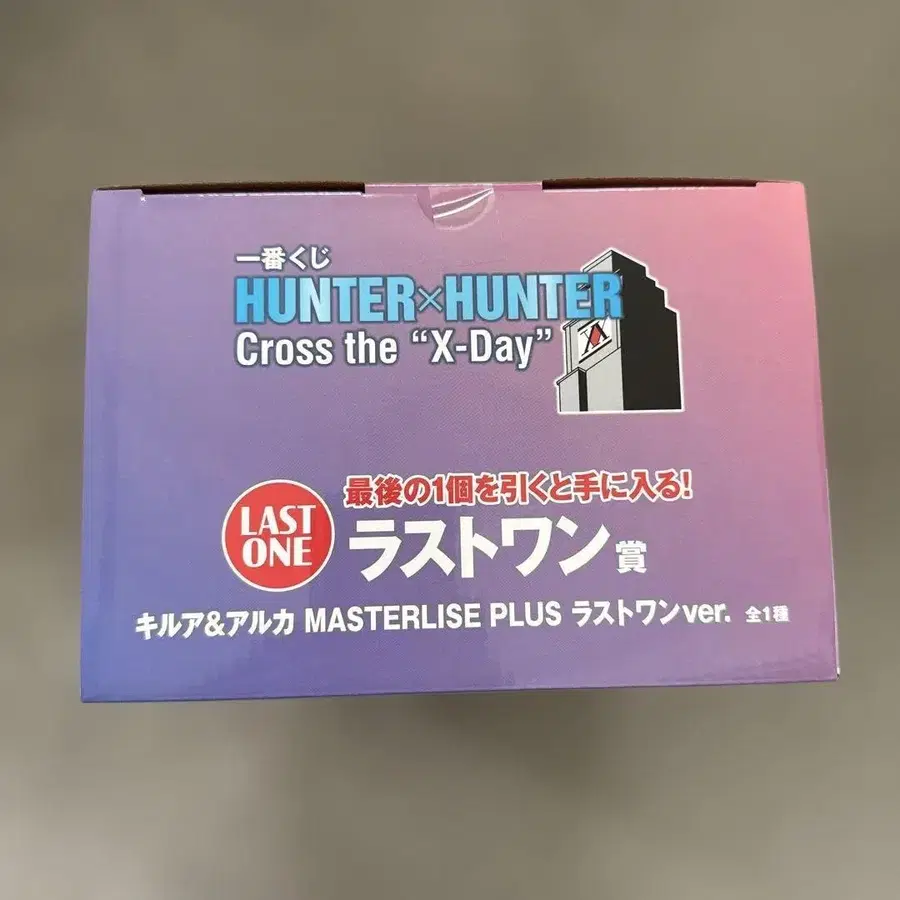 一番くじ
HUNTER×HUNTER
Cross the “X-Day”
最後の1個を引くと手に入る!
LAST
ONE
ラストワン賞
キルア&アルカ MASTERLISE PLUS ラストワンver. 全1種